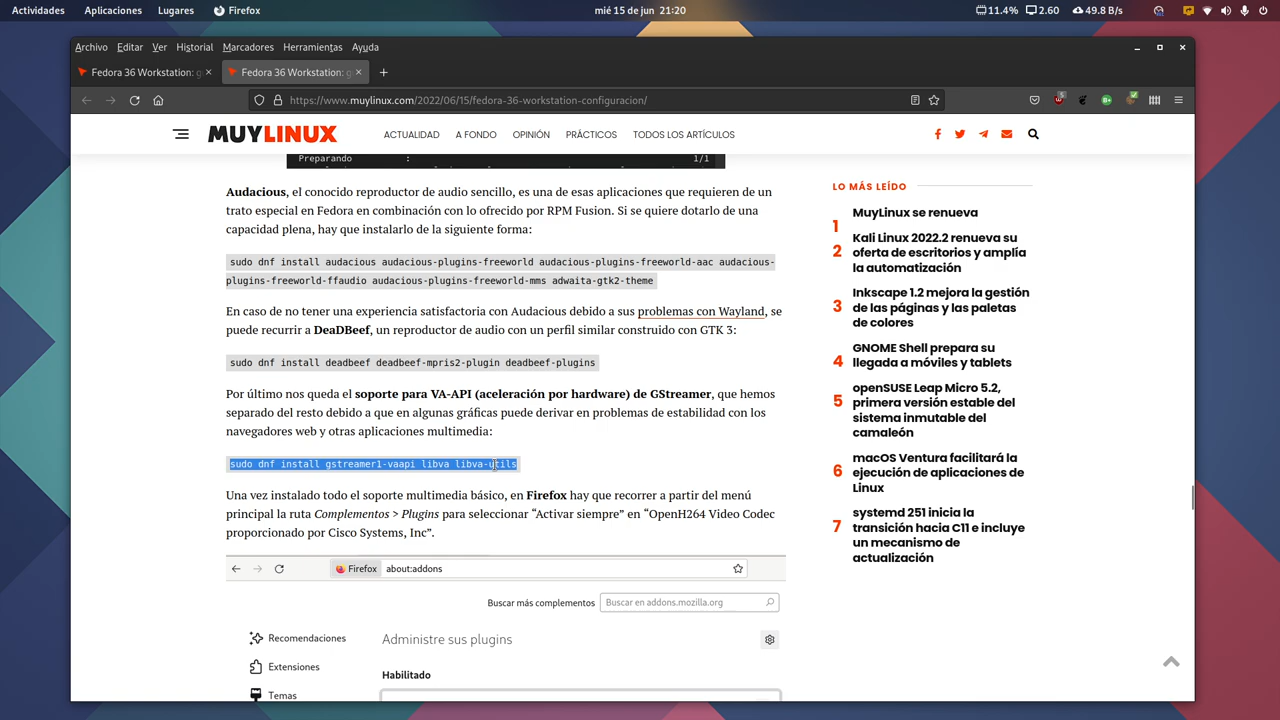 Actividades Aplicaciones Lugares Firefox mié 15 de jun 21:20 11.4% 2.60 49.8 B/s
Archivo Editar Ver Historial Marcadores Herramientas Ayuda
Fedora 36 Workstation: g Fedora 36 Workstation: g
https://www.muylinux.com/2022/06/15/fedora-36-workstation-configuracion/
MUYLINUX ACTUALIDAD A FONDO OPINIÓN PRÁCTICOS TODOS LOS ARTÍCULOS
Preparando : 1/1
Audacious, el conocido reproductor de audio sencillo, es una de esas aplicaciones que requieren de un
trato especial en Fedora en combinación con lo ofrecido por RPM Fusion. Si se quiere dotarlo de una
capacidad plena, hay que instalarlo de la siguiente forma:
sudo dnf install audacious audacious-plugins-freeworld audacious-plugins-freeworld-aac audacious-
plugins-freeworld-ffaudio audacious-plugins-freeworld-mms adwaita-gtk2-theme
En caso de no tener una experiencia satisfactoria con Audacious debido a sus problemas con Wayland, se
puede recurrir a DeaDBeef, un reproductor de audio con un perfil similar construido con GTK 3:
sudo dnf install deadbeef deadbeef-mpris2-plugin deadbeef-plugins
Por último nos queda el soporte para VA-API (aceleración por hardware) de GStreamer, que hemos
separado del resto debido a que en algunas gráficas puede derivar en problemas de estabilidad con los
navegadores web y otras aplicaciones multimedia:
sudo dnf install gstreamer1-vaapi libva libva-utils
Una vez instalado todo el soporte multimedia básico, en Firefox hay que recorrer a partir del menú
principal la ruta Complementos > Plugins para seleccionar “Activar siempre” en “OpenH264 Video Codec
proporcionado por Cisco Systems, Inc”.
Firefox about:addons
Buscar más complementos Buscar en addons.mozilla.org
Recomendaciones
Administre sus plugins
Extensiones
Habilitado
Temas
LO MÁS LEÍDO
1 MuyLinux se renueva
2 Kali Linux 2022.2 renueva su
oferta de escritorios y amplía
la automatización
3 Inkscape 1.2 mejora la gestión
de las páginas y las paletas
de colores
4 GNOME Shell prepara su
llegada a móviles y tablets
5 openSUSE Leap Micro 5.2,
primera versión estable del
sistema inmutable del
camaleón
6 macOS Ventura facilitará la
ejecución de aplicaciones de
Linux
7 systemd 251 inicia la
transición hacia C11 e incluye
un mecanismo de
actualización